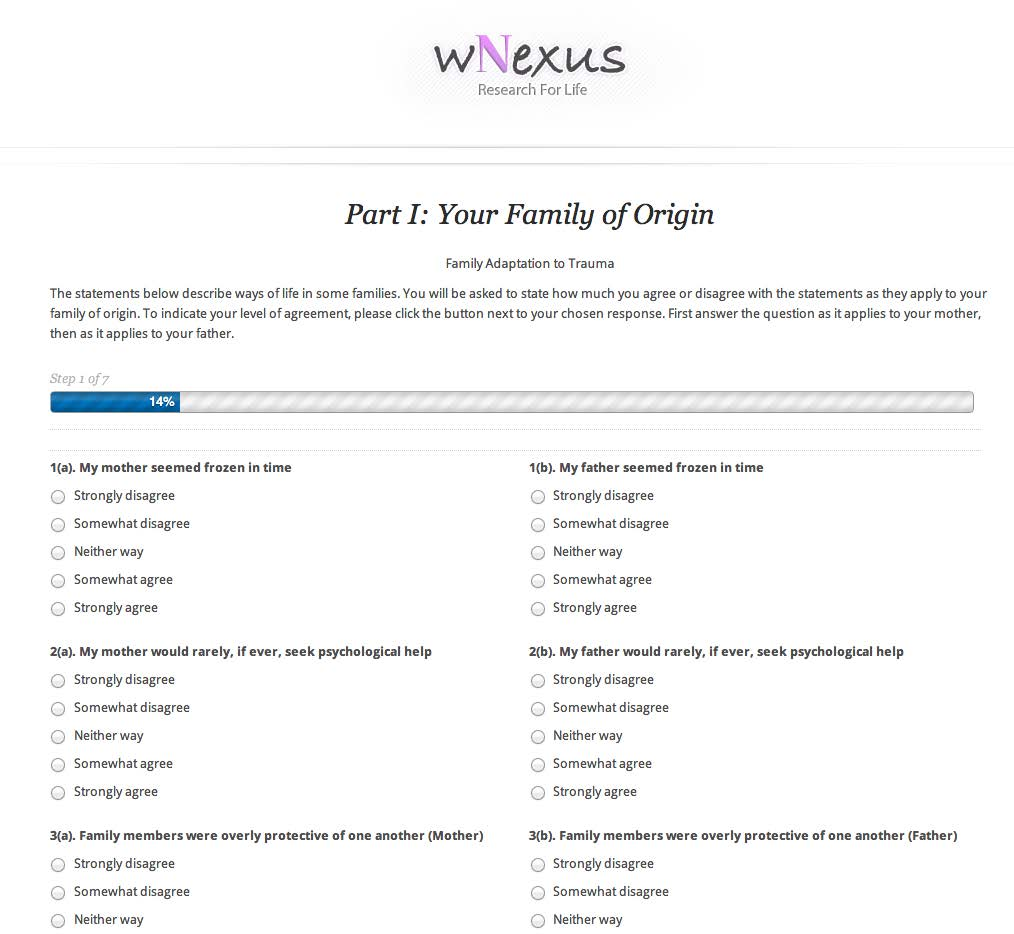 wNexus
Research For Life
Part I: Your Family of Origin
Family Adaptation to Trauma
The statements below describe ways of life in some families. You will be asked to state how much you agree or disagree with the statements as they apply to your
family of origin. To indicate your level of agreement, please click the button next to your chosen response. First answer the question as it applies to your mother,
then as it applies to your father.
Step 1 of 7
14%
1(a). My mother seemed frozen in time
Strongly disagree
Somewhat disagree
Neither way
Somewhat agree
Strongly agree
1(b). My father seemed frozen in time
Strongly disagree
Somewhat disagree
Neither way
Somewhat agree
Strongly agree
2(a). My mother would rarely, if ever, seek psychological help
Strongly disagree
Somewhat disagree
Neither way
Somewhat agree
Strongly agree
2(b). My father would rarely, if ever, seek psychological help
Strongly disagree
Somewhat disagree
Neither way
Somewhat agree
Strongly agree
3(a). Family members were overly protective of one another (Mother)
Strongly disagree
Somewhat disagree
Neither way
3(b). Family members were overly protective of one another (Father)
Strongly disagree
Somewhat disagree
Neither way